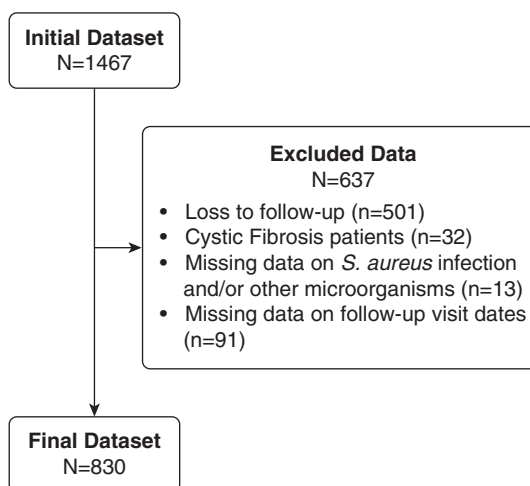 Initial Dataset
N=1467
Excluded Data
N=637
• Loss to follow-up (n=501)
• Cystic Fibrosis patients (n=32)
• Missing data on S. aureus infection
and/or other microorganisms (n=13)
• Missing data on follow-up visit dates
(n=91)
Final Dataset
N=830